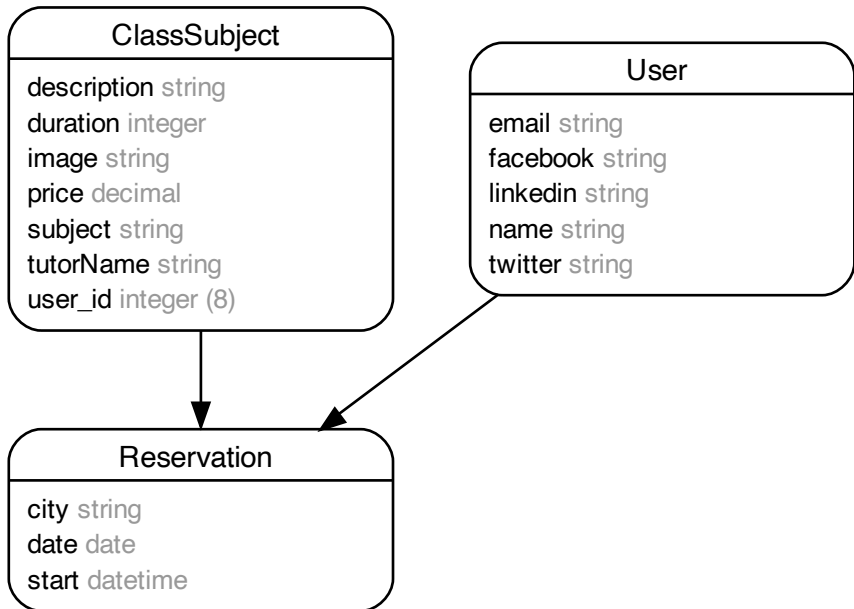 ClassSubject
description string
duration integer
image string
price decimal
subject string
tutorName string
user_id integer (8)
User
email string
facebook string
linkedin string
name string
twitter string
Reservation
city string
date date
start datetime